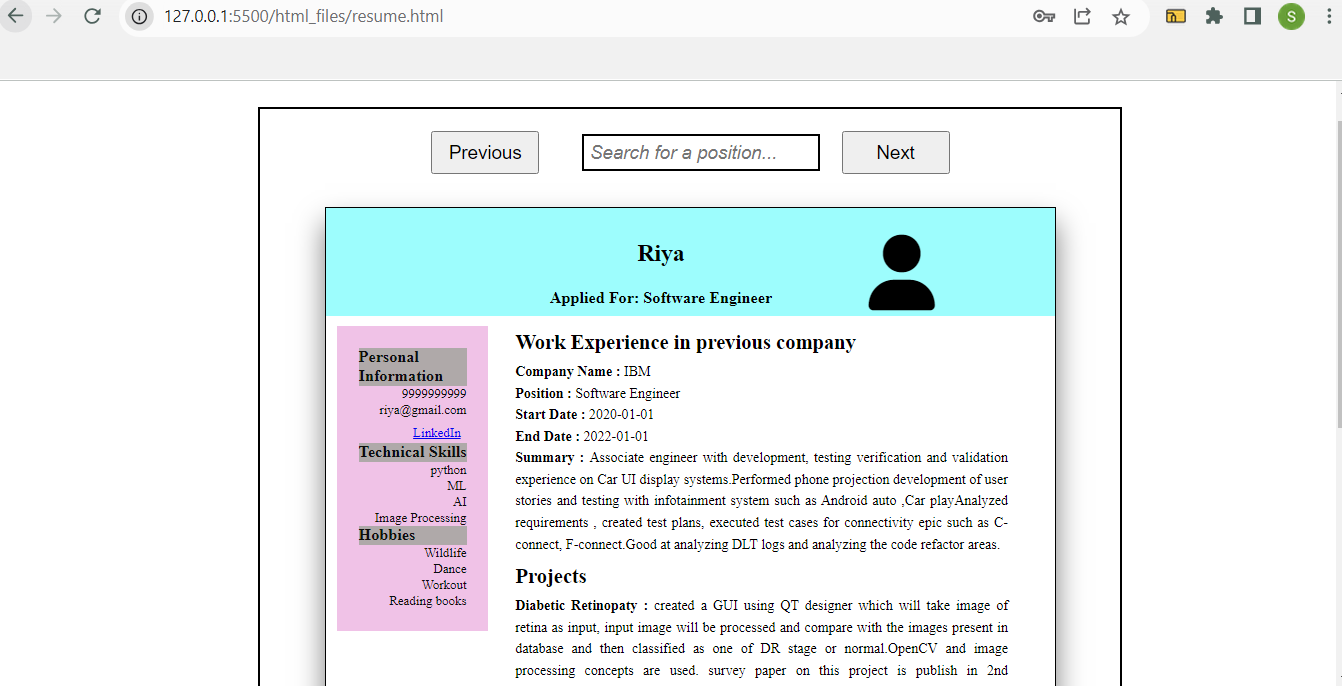 127.0.0.1:5500/html_files/resume.html
S
Previous
Search for a position...
Next
Riya
Applied For: Software Engineer
Personal
Information
9999999999
riya@gmail.com
LinkedIn
Technical Skills
python
ML
AI
Image Processing
Hobbies
Wildlife
Dance
Workout
Reading books
Work Experience in previous company
Company Name : IBM
Position : Software Engineer
Start Date : 2020-01-01
End Date : 2022-01-01
Summary : Associate engineer with development, testing verification and validation
experience on Car UI display systems.Performed phone projection development of user
stories and testing with infotainment system such as Android auto ,Car playAnalyzed
requirements , created test plans, executed test cases for connectivity epic such as C-
connect, F-connect.Good at analyzing DLT logs and analyzing the code refactor areas.
Projects
Diabetic Retinopaty : created a GUI using QT designer which will take image of
retina as input, input image will be processed and compare with the images present in
database and then classified as one of DR stage or normal.OpenCV and image
processing concepts are used. survey paper on this project is publish in 2nd